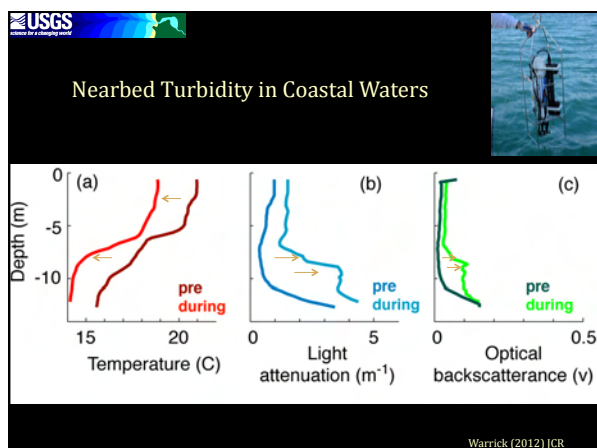 USGS
science for a changing world
Nearbed Turbidity in Coastal Waters
0
-5
-10
Depth (m)
(a)
pre
during
15
20
Temperature (C)
(b)
pre
during
0
5
Light
attenuation (m-1)
(c)
pre
during
0
0.5
Optical
backscatterance (v)
Warrick (2012) JCR